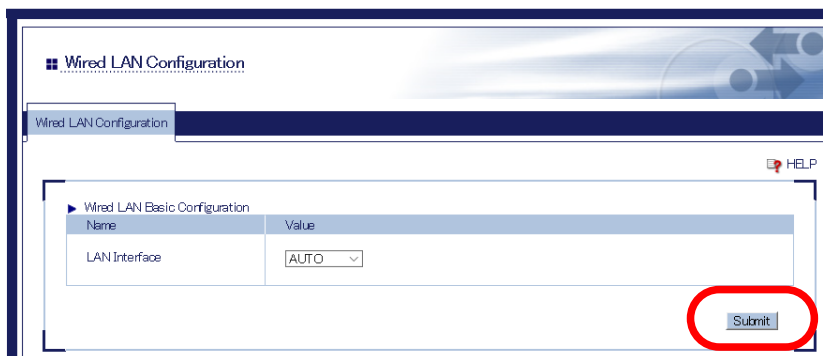 Wired LAN Configuration
Wired LAN Configuration
HELP
Wired LAN Basic Configuration
Name Value
LAN Interface AUTO
Submit